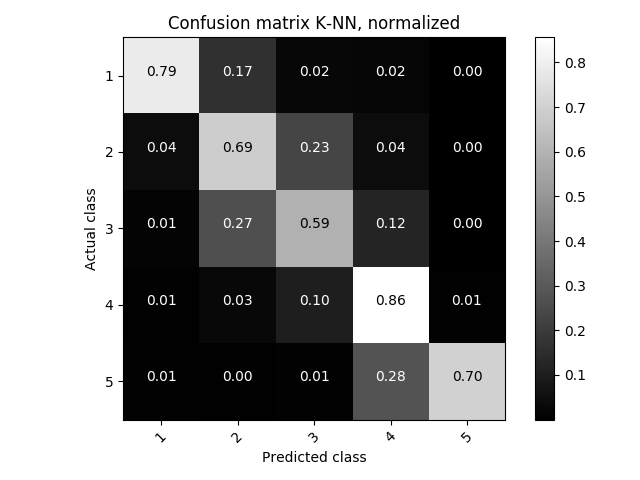 Confusion matrix K-NN, normalized
1 0.79 0.17 0.02 0.02 0.00
2 0.04 0.69 0.23 0.04 0.00
3 0.01 0.27 0.59 0.12 0.00
4 0.01 0.03 0.10 0.86 0.01
5 0.01 0.00 0.01 0.28 0.70
1 2 3 4 5
Predicted class
Actual class
0.8
0.7
0.6
0.5
0.4
0.3
0.2
0.1